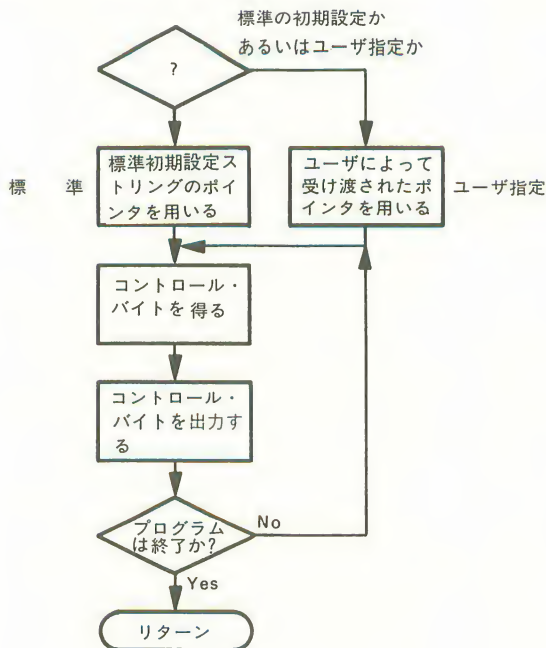 標準の初期設定か
あるいはユーザ指定か
?
標準
標準初期設定ス
トリングのポイ
ンタを用いる
ユーザによって
受け渡されたポ
インタを用いる
ユーザ指定
コントロール・
バイトを得る
コントロール・
バイトを出力す
る
プログラム
は終了か?
No
Yes
リターン